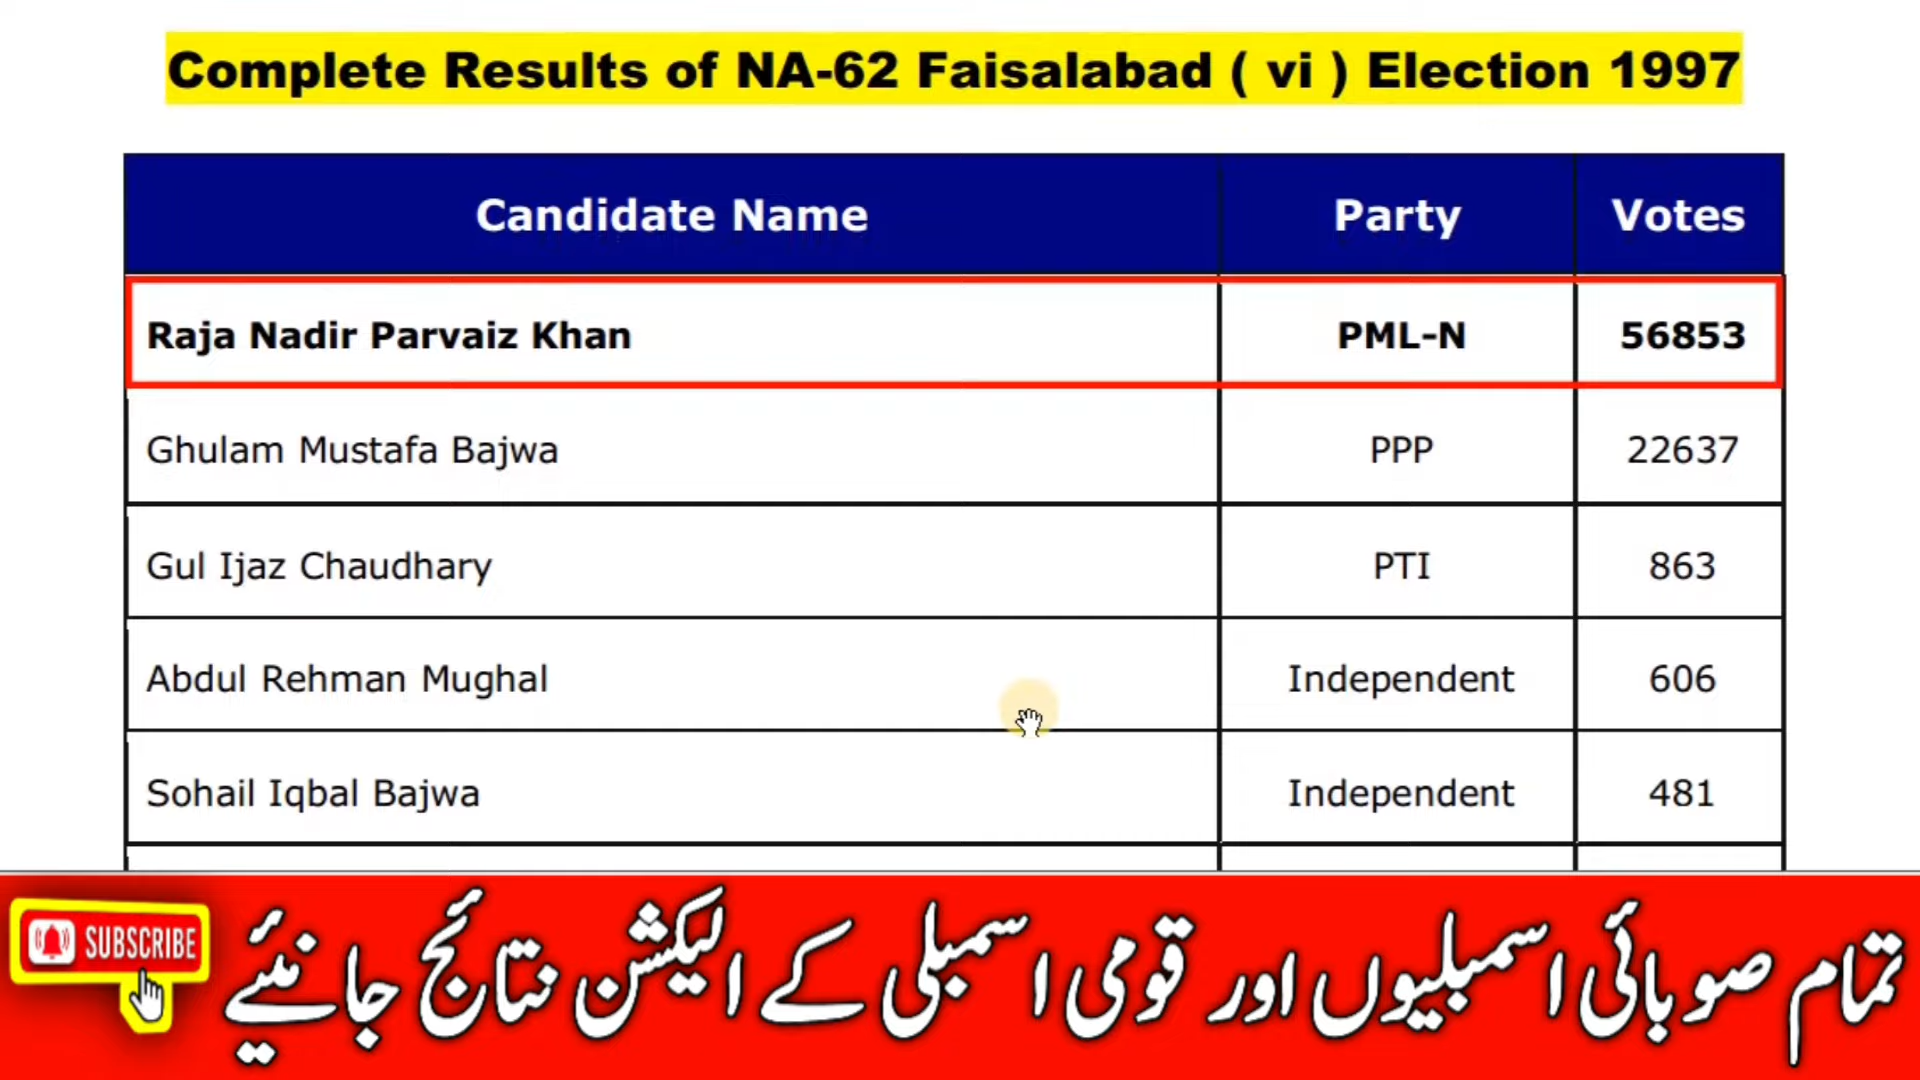 Complete Results of NA-62 Faisalabad ( vi ) Election 1997
Candidate Name Party Votes
Raja Nadir Parvaiz Khan PML-N 56853
Ghulam Mustafa Bajwa PPP 22637
Gul Ijaz Chaudhary PTI 863
Abdul Rehman Mughal Independent 606
Sohail Iqbal Bajwa Independent 481
SUBSCRIBE
تمام صوبائی اسمبلیوں اور قومی اسمبلی کے الیکشن نتائج جانئیے